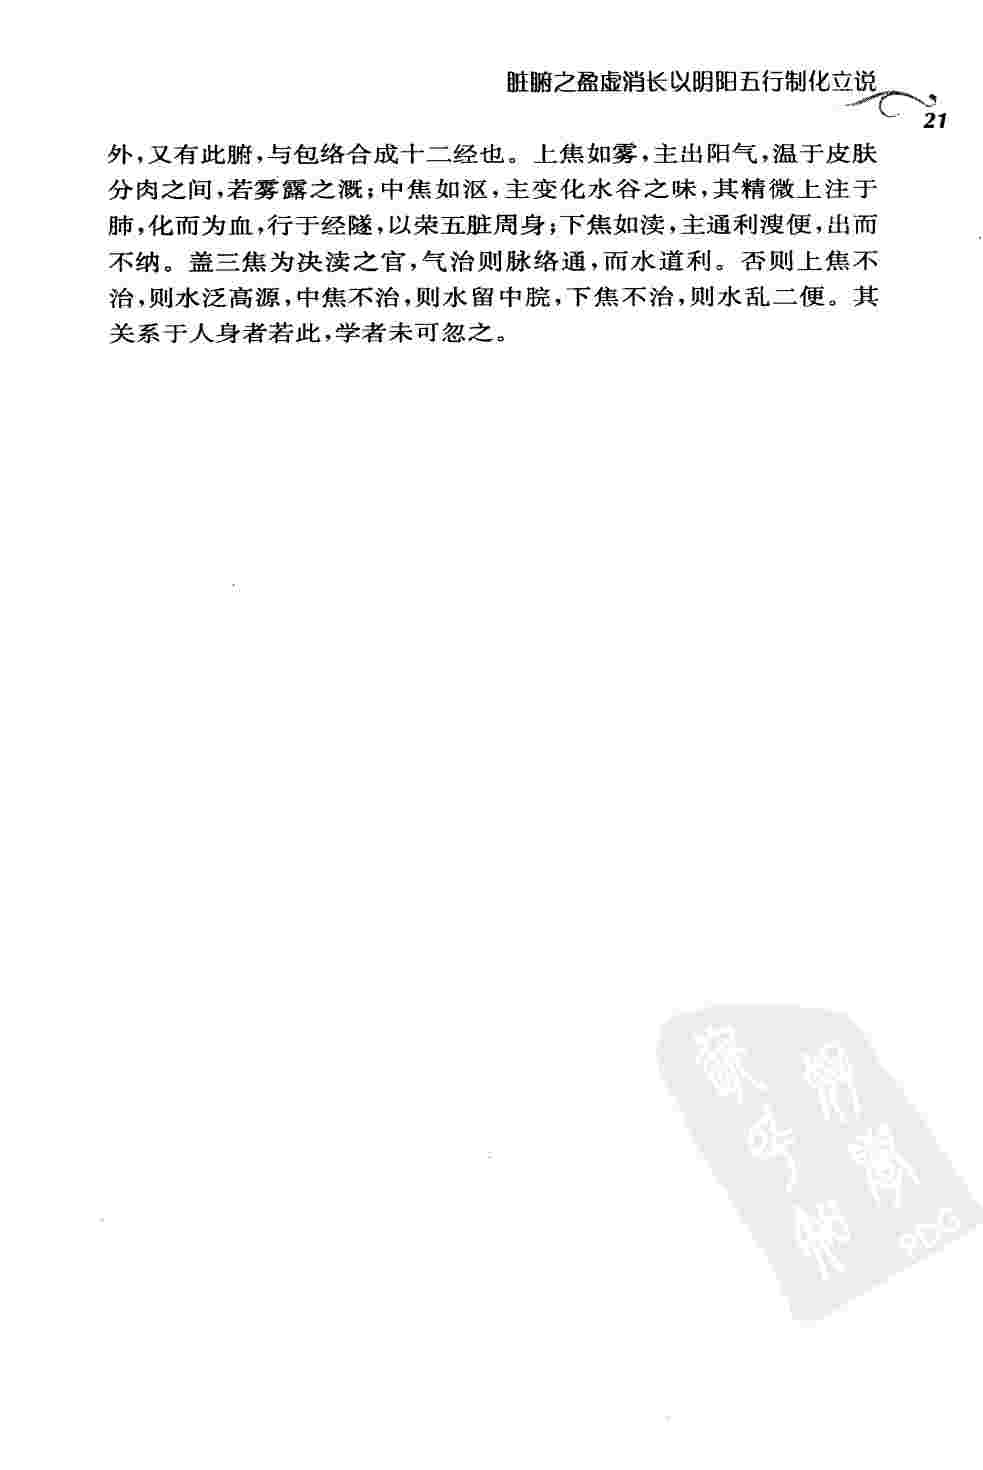 脏腑之盈虚消长以阴阳五行制化立说
21
外，又有此腑，与包络合成十二经也。上焦如雾，主出阳气，温于皮肤
分肉之间，若雾露之溉；中焦如沤，主变化水谷之味，其精微上注于
肺，化而为血，行于经隧，以荣五脏周身；下焦如渎，主通利溲便，出而
不纳。盖三焦为决渎之官，气治则脉络通，而水道利。否则上焦不
治，则水泛高源，中焦不治，则水留中脘，下焦不治，则水乱二便。其
关系于人身者若此，学者未可忽之。
PDG